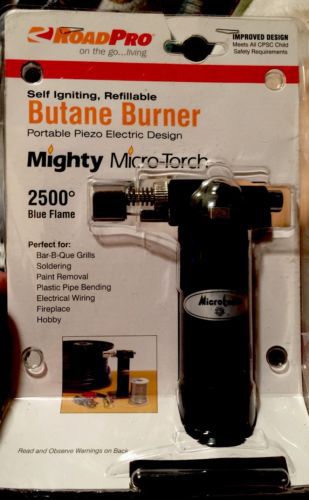 ROADPRO®
on the go...living
IMPROVED DESIGN
Meets All CPSC Child
Safety Requirements
Self Igniting, Refillable
Butane Burner
Portable Piezo Electric Design
Mighty Micro-Torch
2500°
Blue Flame
Perfect for:
Bar-B-Que Grills
Soldering
Paint Removal
Plastic Pipe Bending
Electrical Wiring
Fireplace
Hobby
Read and Observe Warnings on Back